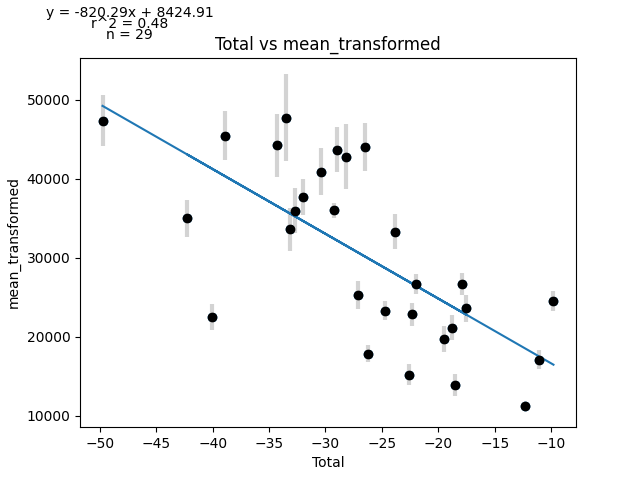 y = -820.29x + 8424.91
r^2 = 0.48
n = 29
Total vs mean_transformed
mean_transformed
50000
40000
30000
20000
10000
−50 −45 −40 −35 −30 −25 −20 −15 −10
Total